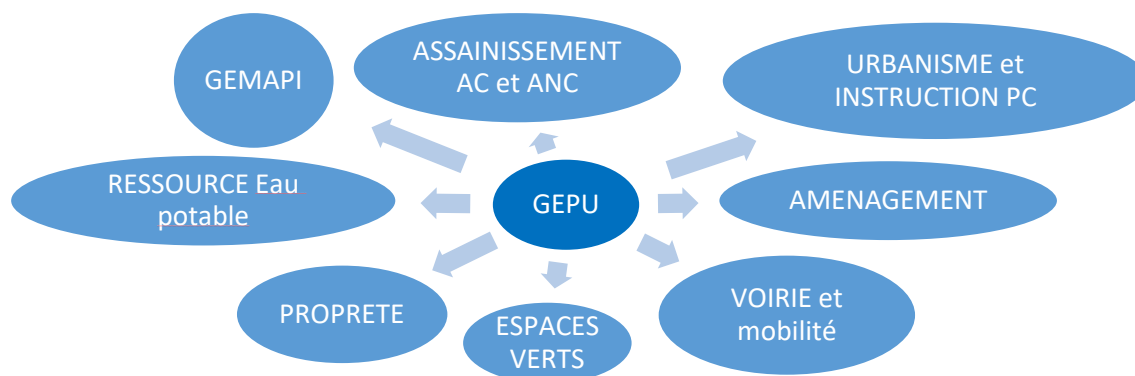 GEMAPI
ASSAINISSEMENT
AC et ANC
URBANISME et
INSTRUCTION PC
RESSOURCE Eau
potable
GEPU
AMENAGEMENT
PROPRETE
ESPACES
VERTS
VOIRIE et
mobilité